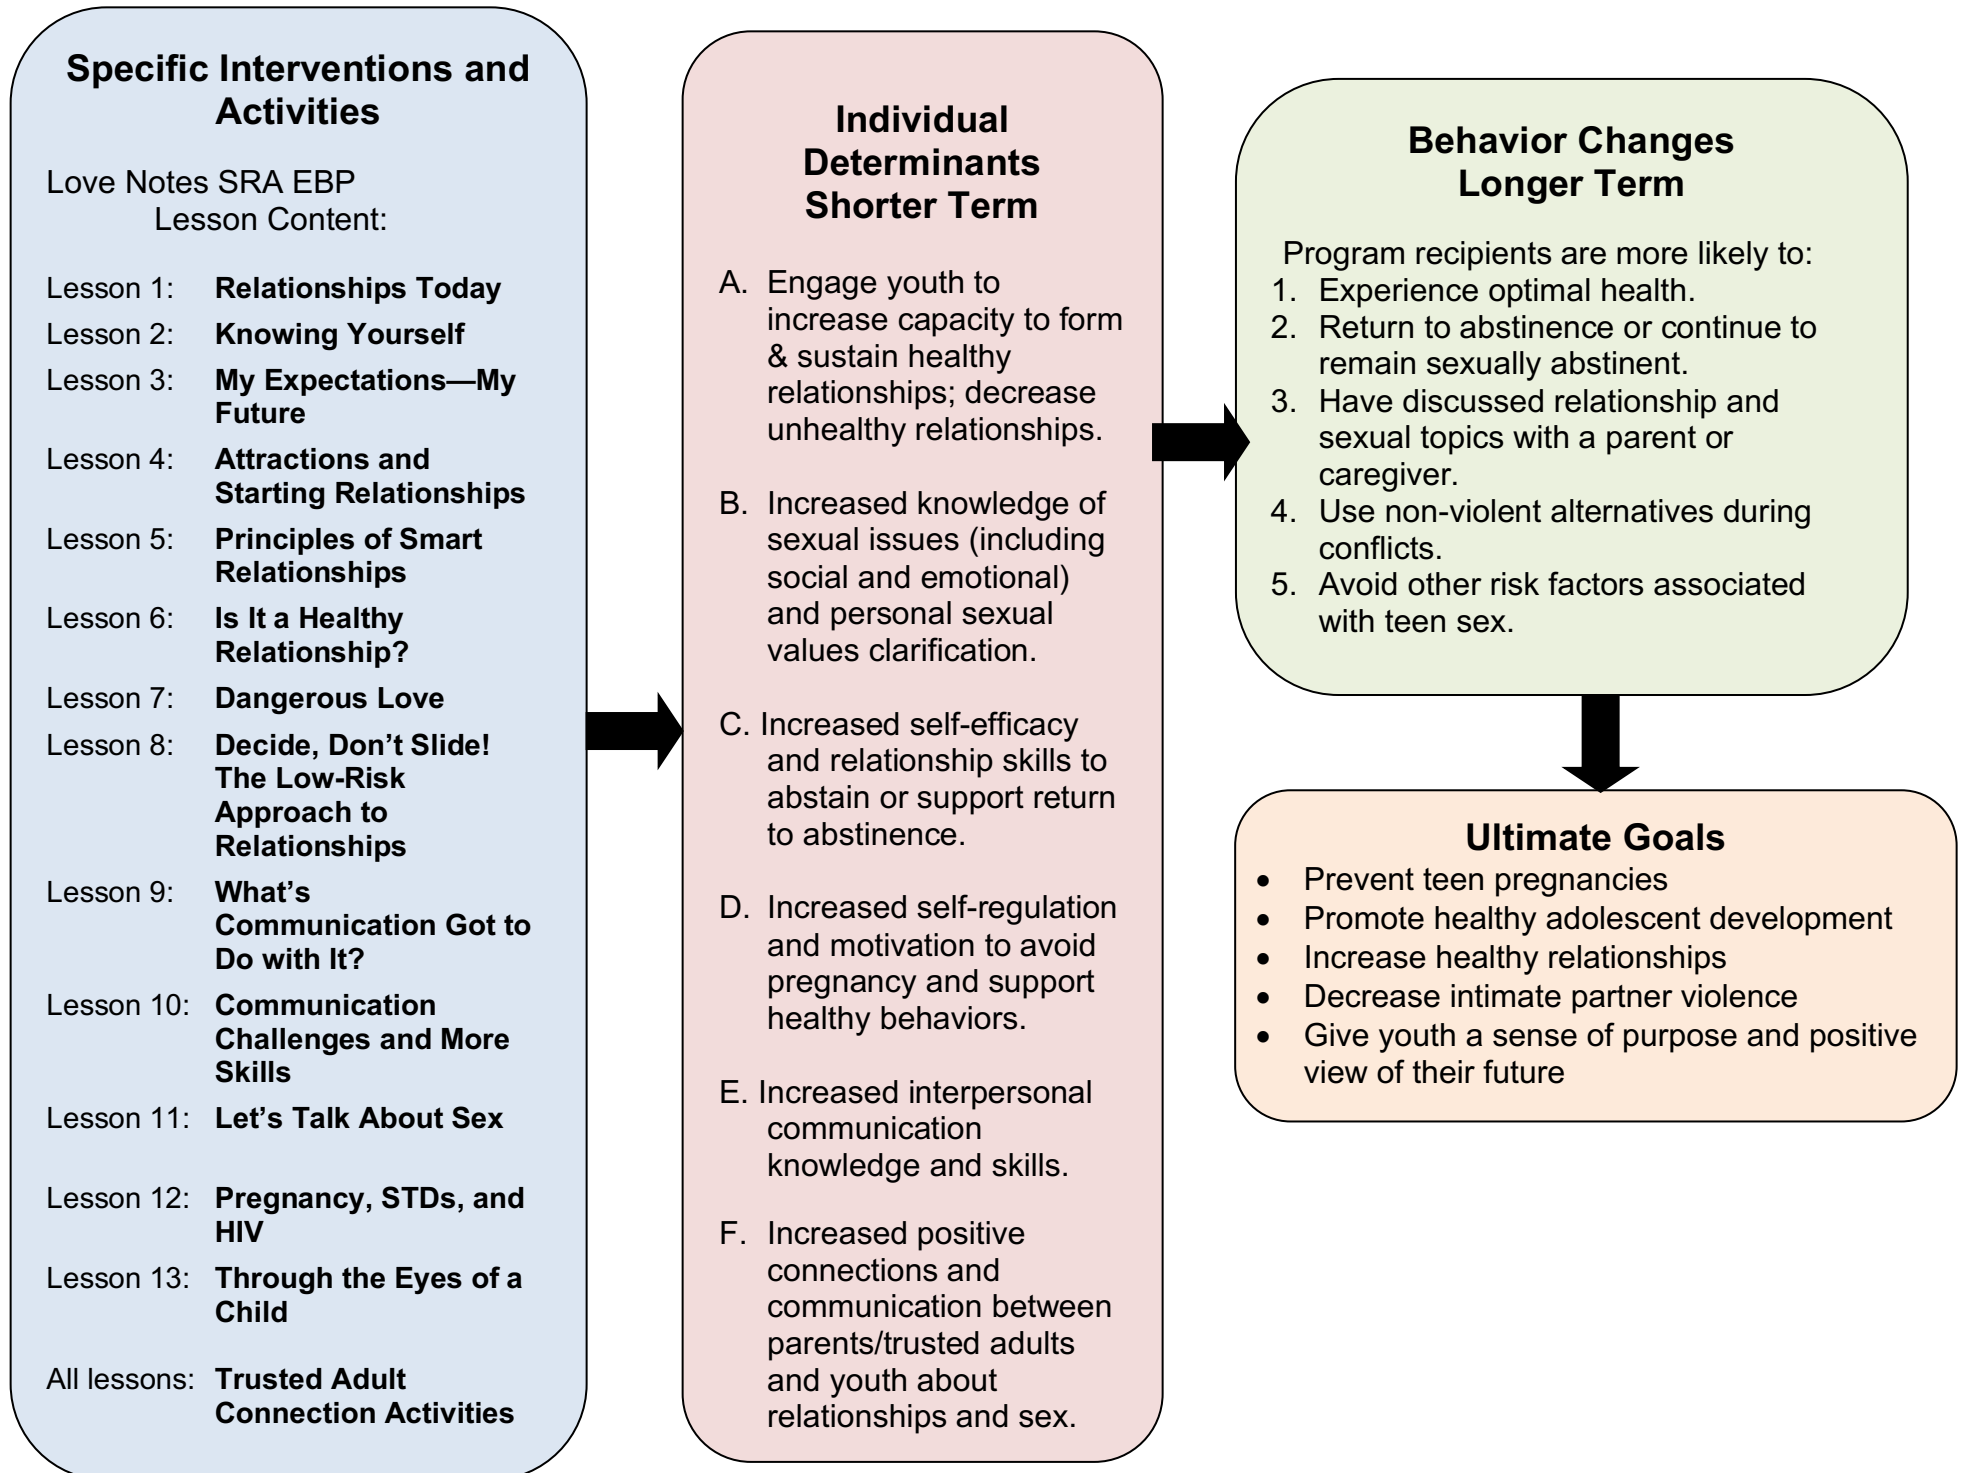 Specific Interventions and
Activities
Love Notes SRA EBP
Lesson Content:
Lesson 1: Relationships Today
Lesson 2: Knowing Yourself
Lesson 3: My Expectations—My
Future
Lesson 4: Attractions and
Starting Relationships
Lesson 5: Principles of Smart
Relationships
Lesson 6: Is It a Healthy
Relationship?
Lesson 7: Dangerous Love
Lesson 8: Decide, Don’t Slide!
The Low-Risk
Approach to
Relationships
Lesson 9: What’s
Communication Got to
Do with It?
Lesson 10: Communication
Challenges and More
Skills
Lesson 11: Let’s Talk About Sex
Lesson 12: Pregnancy, STDs, and
HIV
Lesson 13: Through the Eyes of a
Child
All lessons: Trusted Adult
Connection Activities
Individual
Determinants
Shorter Term
A. Engage youth to
increase capacity to form
& sustain healthy
relationships; decrease
unhealthy relationships.
B. Increased knowledge of
sexual issues (including
social and emotional)
and personal sexual
values clarification.
C. Increased self-efficacy
and relationship skills to
abstain or support return
to abstinence.
D. Increased self-regulation
and motivation to avoid
pregnancy and support
healthy behaviors.
E. Increased interpersonal
communication
knowledge and skills.
F. Increased positive
connections and
communication between
parents/trusted adults
and youth about
relationships and sex.
Behavior Changes
Longer Term
Program recipients are more likely to:
1. Experience optimal health.
2. Return to abstinence or continue to
remain sexually abstinent.
3. Have discussed relationship and
sexual topics with a parent or
caregiver.
4. Use non-violent alternatives during
conflicts.
5. Avoid other risk factors associated
with teen sex.
Ultimate Goals
• Prevent teen pregnancies
• Promote healthy adolescent development
• Increase healthy relationships
• Decrease intimate partner violence
• Give youth a sense of purpose and positive
view of their future